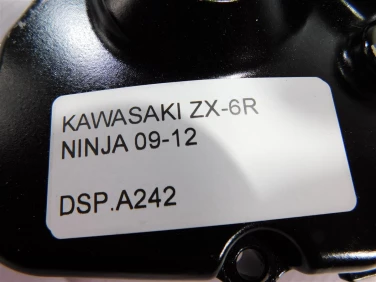 KAWASAKI ZX-6R
NINJA 09-12
DSP.A242